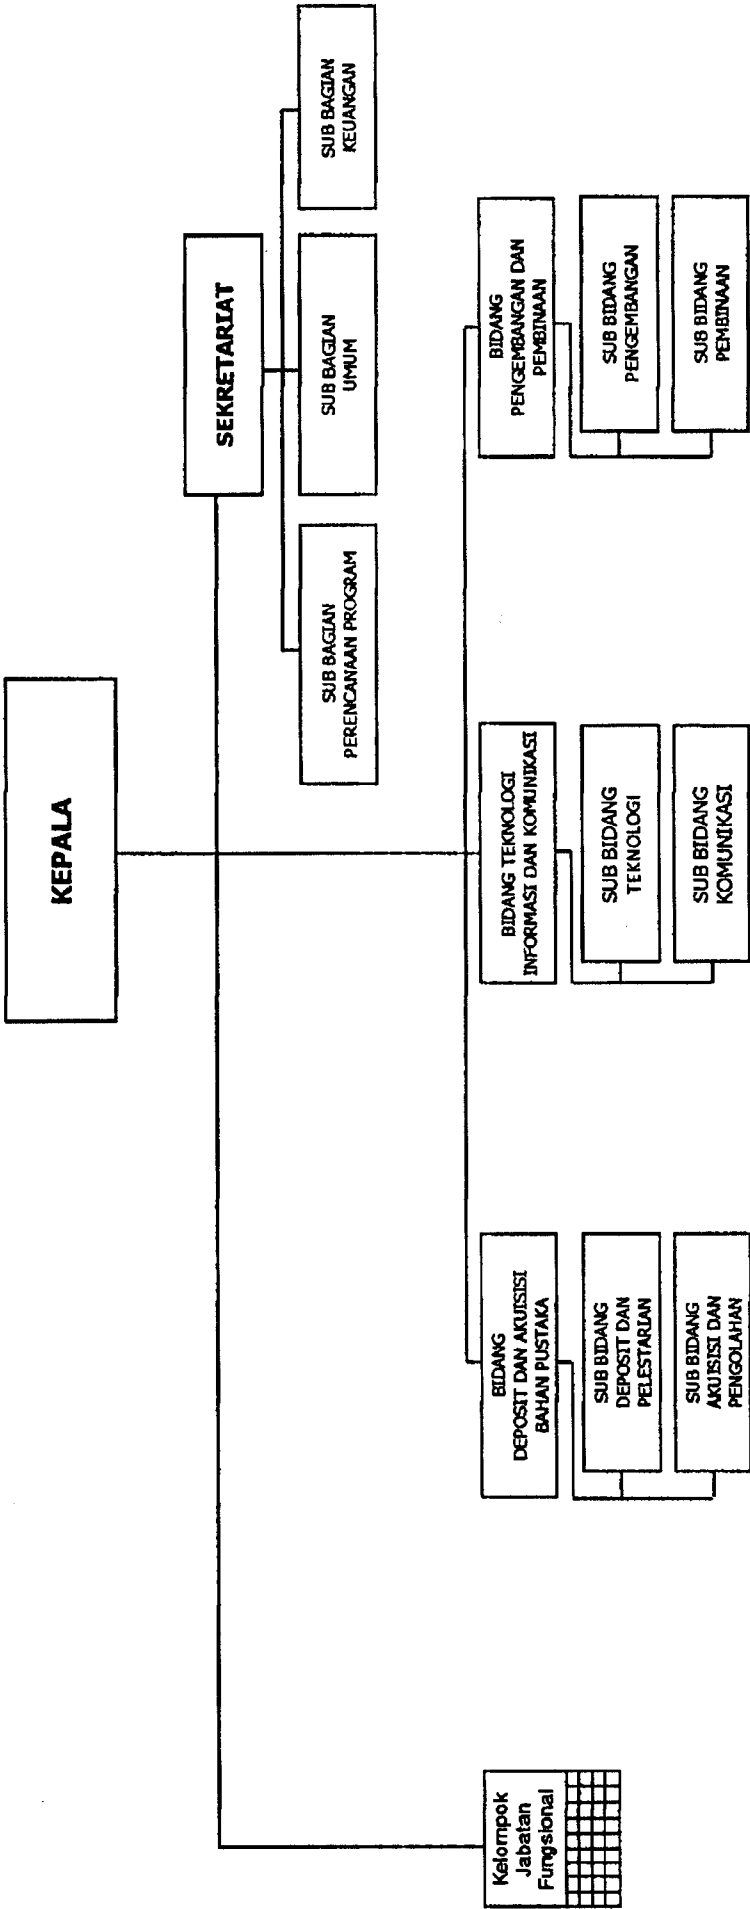 KEPALA
SEKRETARIAT
SUB BAGIAN
PERENCANAAN PROGRAM
SUB BAGIAN
UMUM
SUB BAGIAN
KEUANGAN
Kelompok
Jabatan
Fungsional
BIDANG
DEPOSIT DAN AKUISISI
BAHAN PUSTAKA
SUB BIDANG
DEPOSIT DAN
PELESTARIAN
SUB BIDANG
AKUISISI DAN
PENGOLAHAN
BIDANG TEKNOLOGI
INFORMASI DAN KOMUNIKASI
SUB BIDANG
TEKNOLOGI
SUB BIDANG
KOMUNIKASI
BIDANG
PENGEMBANGAN DAN
PEMBINAAN
SUB BIDANG
PENGEMBANGAN
SUB BIDANG
PEMBINAAN